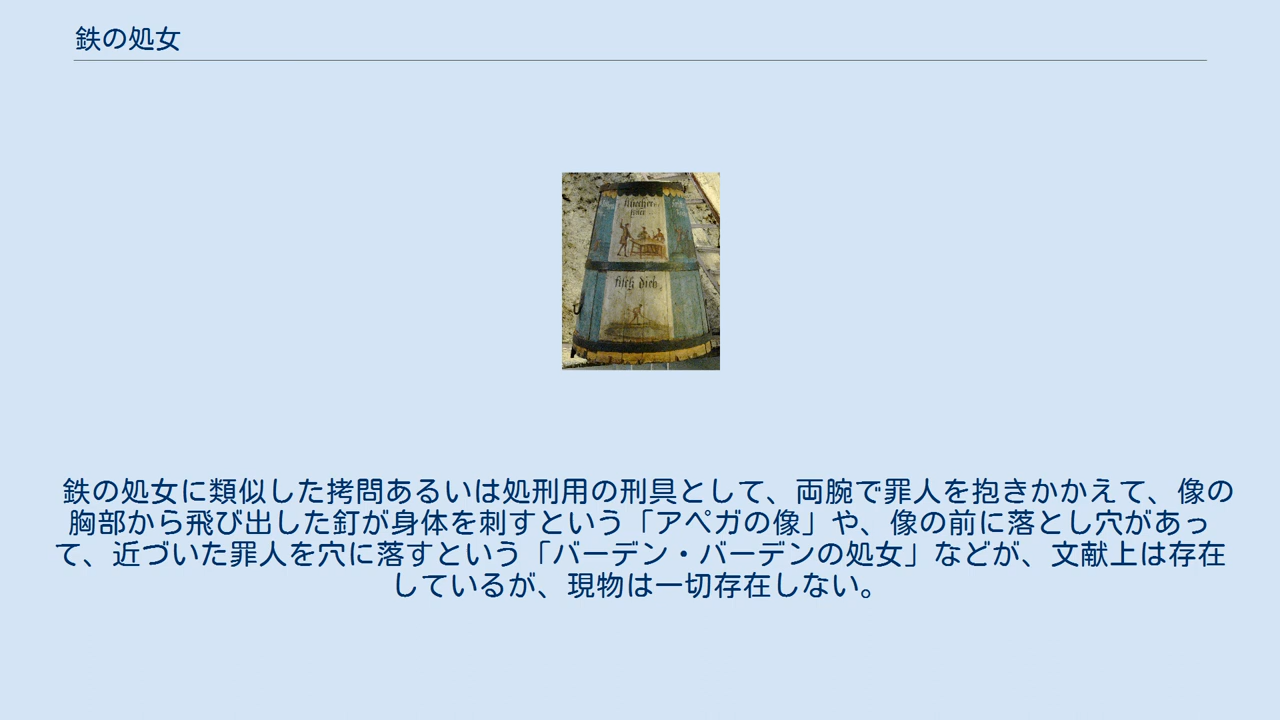 鉄の処女
fuck dich
鉄の処女に類似した拷問あるいは処刑用の刑具として、両腕で罪人を抱きかかえて、像の
胸部から飛び出した釘が身体を刺すという「アペガの像」や、像の前に落とし穴があっ
て、近づいた罪人を穴に落すという「バーデン・バーデンの処女」などが、文献上は存在
しているが、現物は一切存在しない。